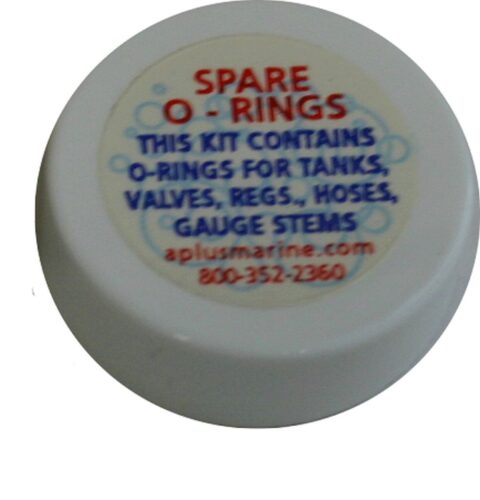 SPARE
O - RINGS
THIS KIT CONTAINS
O-RINGS FOR TANKS,
VALVES, REGS., HOSES,
GAUGE STEMS
aplusmarine.com
800-352-2360